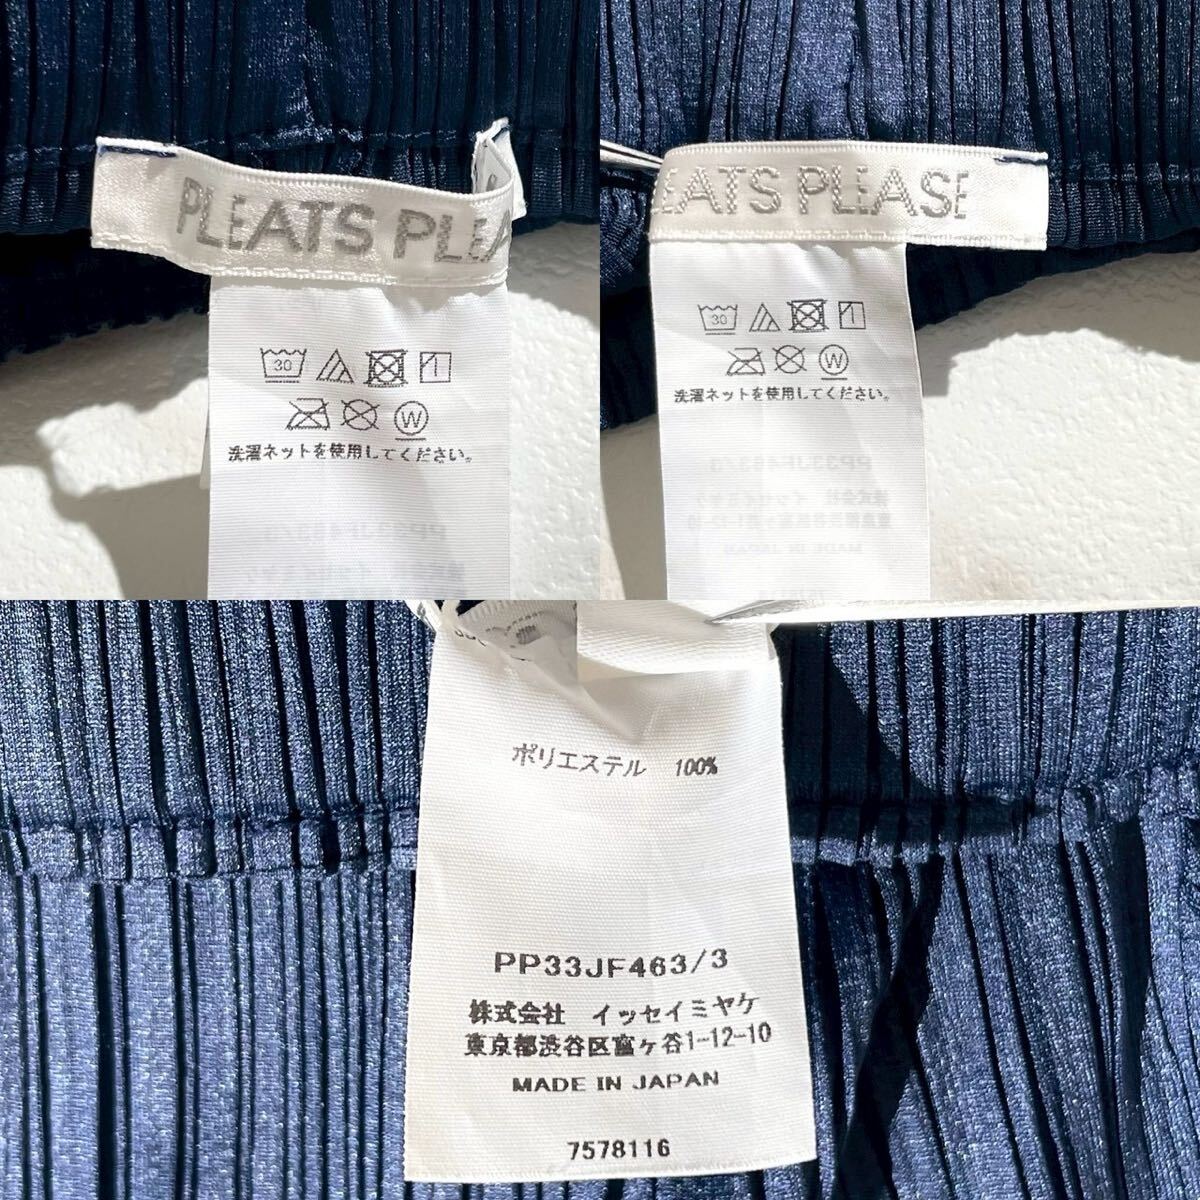 PLEATS PLEA
30
W
洗濯ネットを使用してください。
EATS PLEASE
30
W
洗濯ネットを使用してください。
ポリエステル 100%
PP33JF463/3
株式会社 イッセイミヤケ
東京都渋谷区富ヶ谷1-12-10
MADE IN JAPAN
7578116